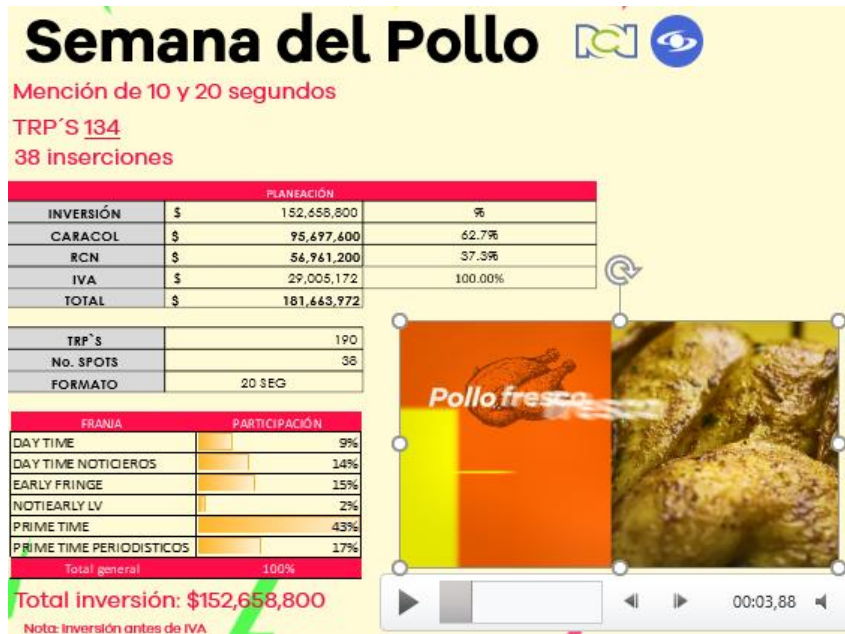 Semana del Pollo RCN
Mención de 10 y 20 segundos
TRP´S 134
38 inserciones
PLANEACIÓN
INVERSIÓN $ 152,658,800 %
CARACOL $ 95,697,600 62.7%
RCN $ 56,961,200 37.3%
IVA $ 29,005,172 100.00%
TOTAL $ 181,663,972
TRP`S 190
No. SPOTS 38
FORMATO 20 SEG
FRANJA PARTICIPACIÓN
DAY TIME 9%
DAY TIME NOTICIEROS 14%
EARLY FRINGE 15%
NOTIEARLY LV 2%
PRIME TIME 43%
PRIME TIME PERIODISTICOS 17%
Total general 100%
Pollo fresco
fresco
00:03,88
Total inversión: $152,658,800
Nota: Inversión antes de IVA